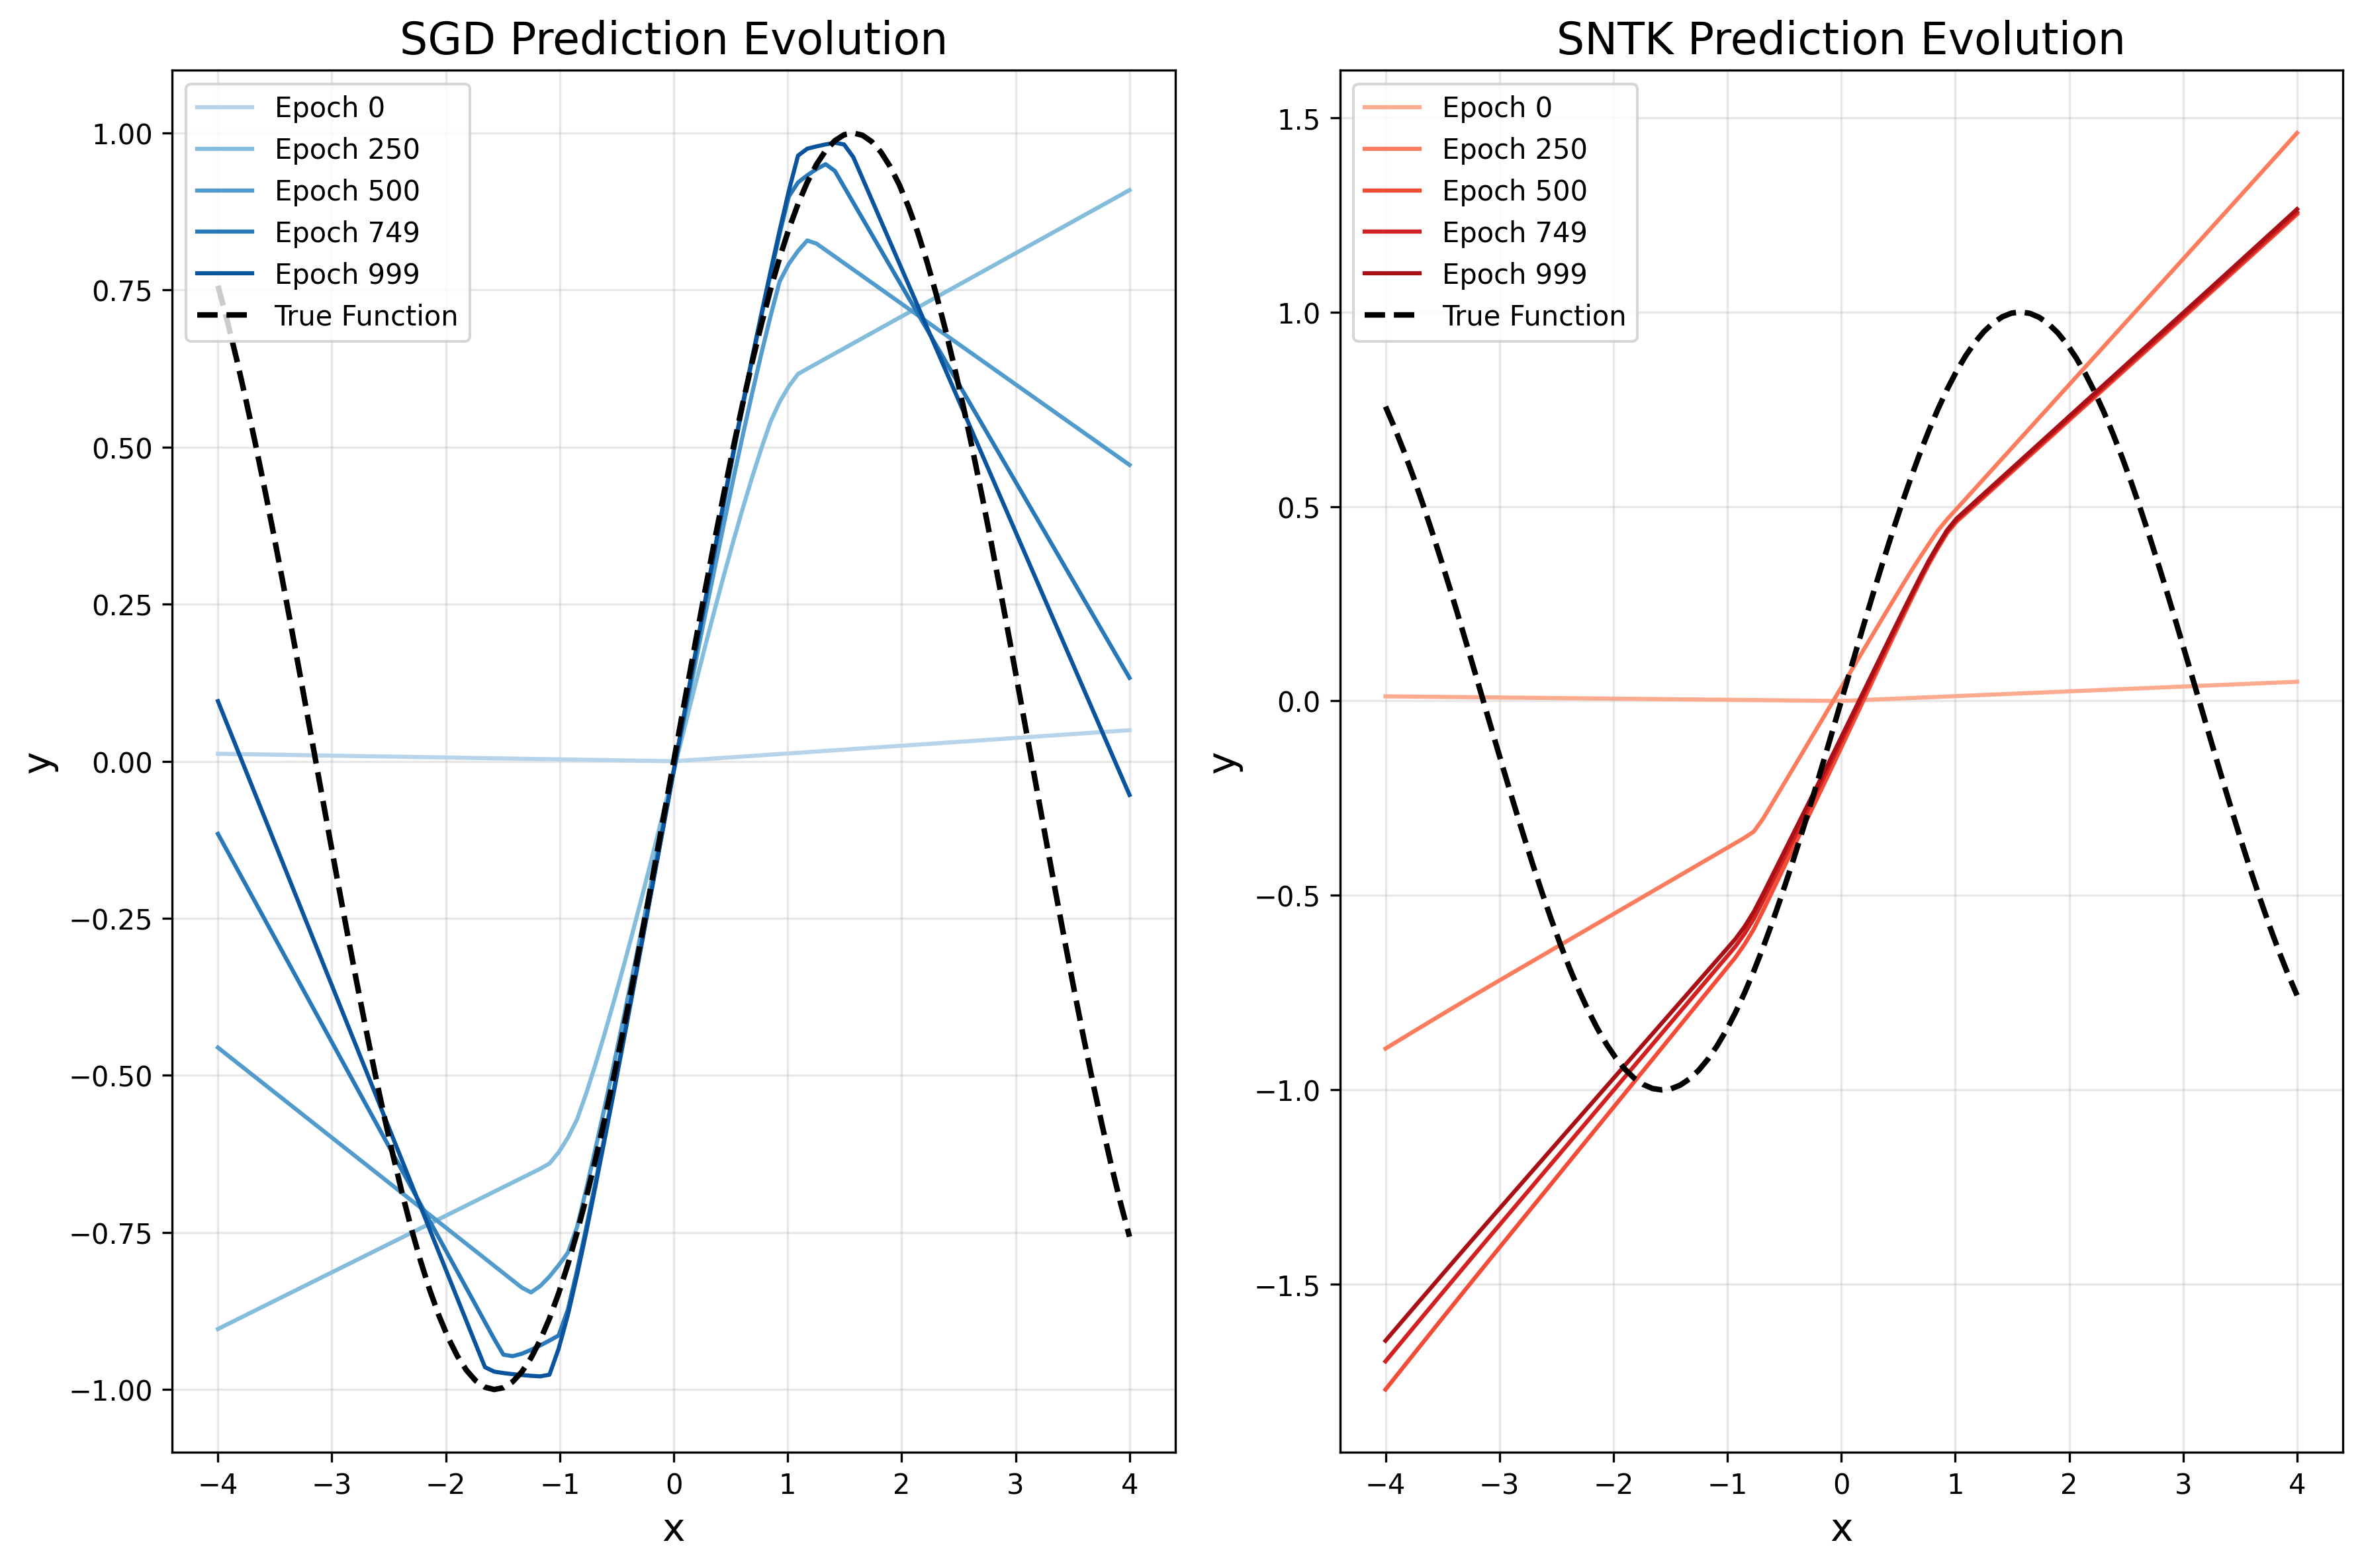 SGD Prediction Evolution
Epoch 0
Epoch 250
Epoch 500
Epoch 749
Epoch 999
True Function
1.00
0.75
0.50
0.25
0.00
−0.25
−0.50
−0.75
−1.00
y
−4 −3 −2 −1 0 1 2 3 4
x
SNTK Prediction Evolution
Epoch 0
Epoch 250
Epoch 500
Epoch 749
Epoch 999
True Function
1.5
1.0
0.5
0.0
−0.5
−1.0
−1.5
y
−4 −3 −2 −1 0 1 2 3 4
x